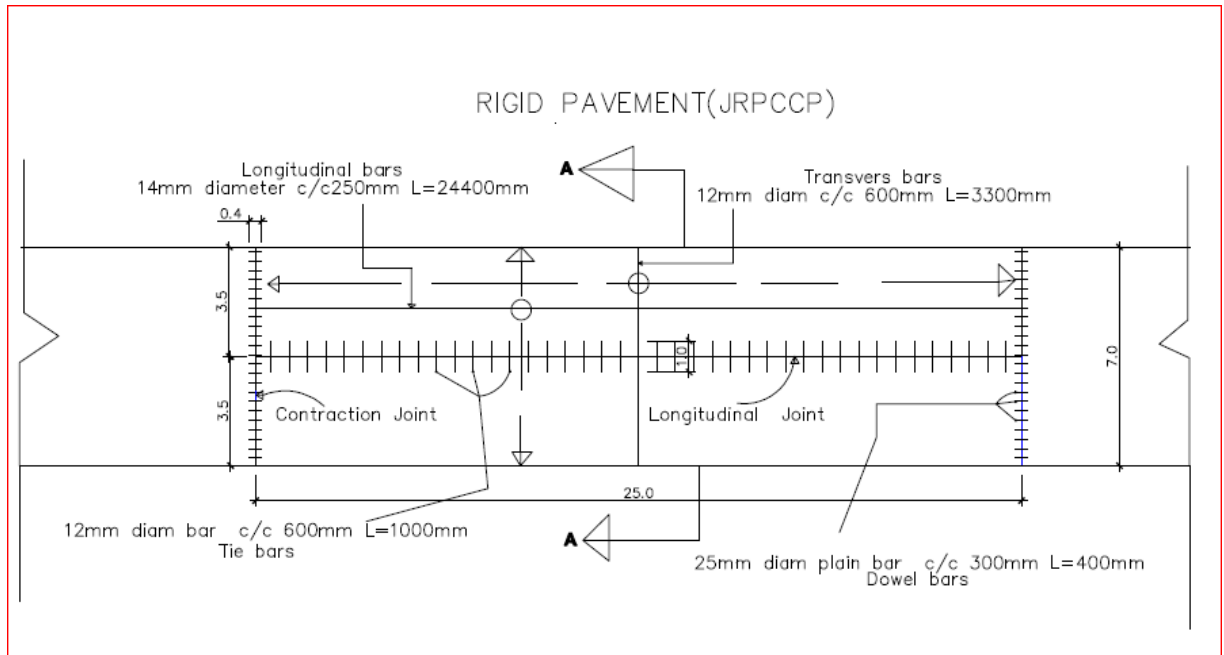 RIGID PAVEMENT(JRPCCP)
A
Longitudinal bars
14mm diameter c/c250mm L=24400mm
Transvers bars
12mm diam c/c 600mm L=3300mm
0.4
3.5
1.0
7.0
3.5
Contraction Joint
Longitudinal Joint
25.0
12mm diam bar c/c 600mm L=1000mm
Tie bars
A
25mm diam plain bar c/c 300mm L=400mm
Dowel bars